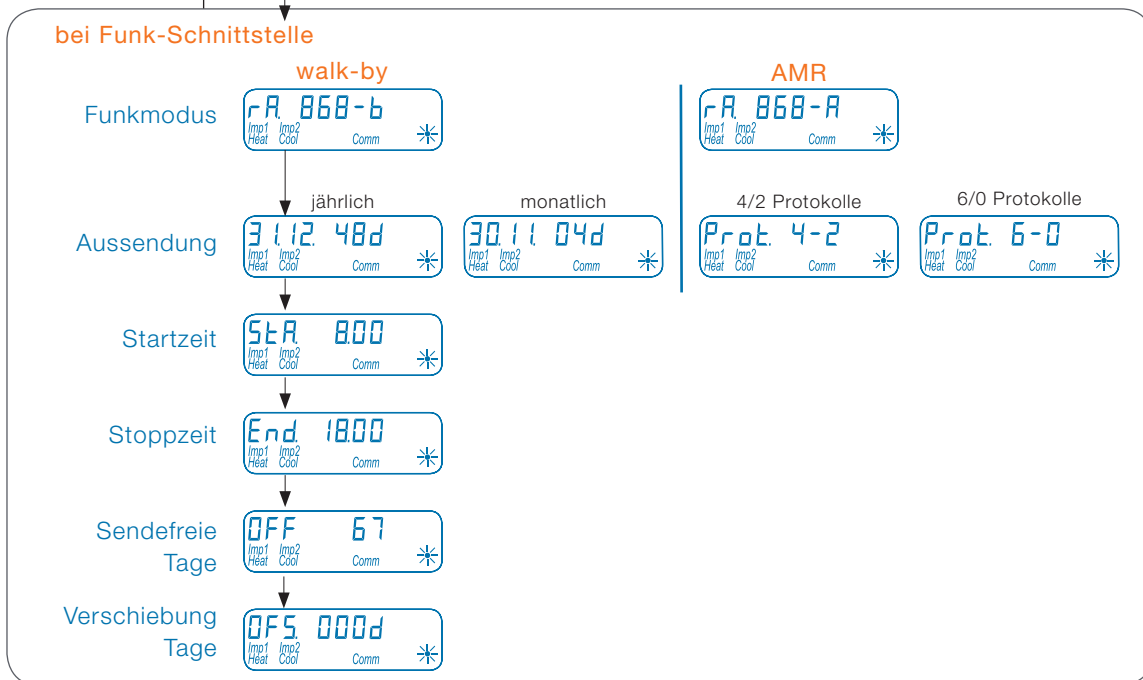 bei Funk-Schnittstelle
walk-by
AMR
Funkmodus
rA. 868-b
Imp1 Imp2
Heat Cool Comm
rA. 868-A
Imp1 Imp2
Heat Cool Comm
jährlich
monatlich
4/2 Protokolle
6/0 Protokolle
Aussendung
31.12. 48d
Imp1 Imp2
Heat Cool Comm
30.11. 04d
Imp1 Imp2
Heat Cool Comm
Prot. 4-2
Imp1 Imp2
Heat Cool Comm
Prot. 6-0
Imp1 Imp2
Heat Cool Comm
Startzeit
StA. 8.00
Imp1 Imp2
Heat Cool Comm
Stoppzeit
End. 18.00
Imp1 Imp2
Heat Cool Comm
Sendefreie
Tage
OFF 67
Imp1 Imp2
Heat Cool Comm
Verschiebung
Tage
OFS. 000d
Imp1 Imp2
Heat Cool Comm